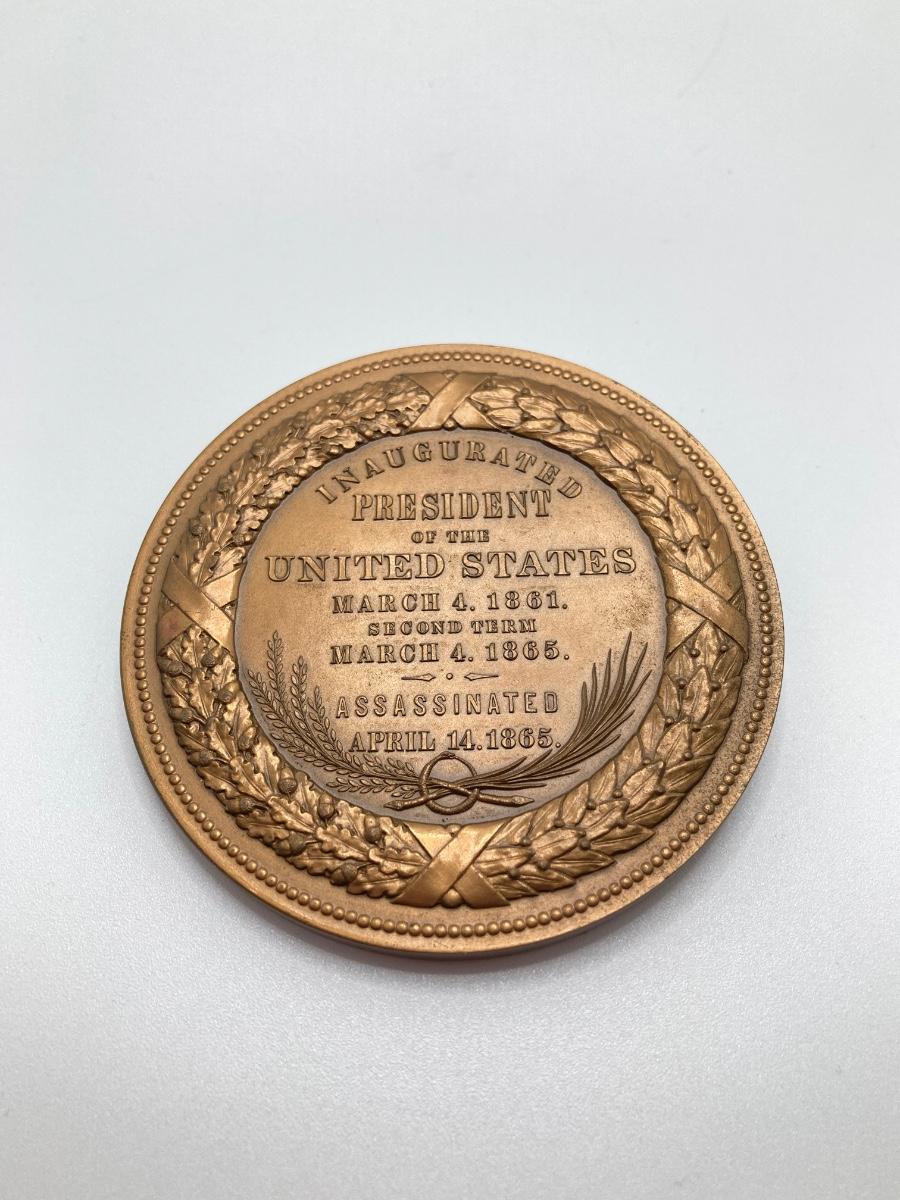 INAUGURATED
PRESIDENT
OF THE
UNITED STATES
MARCH 4. 1861.
SECOND TERM
MARCH 4. 1865.
ASSASSINATED
APRIL 14. 1865.